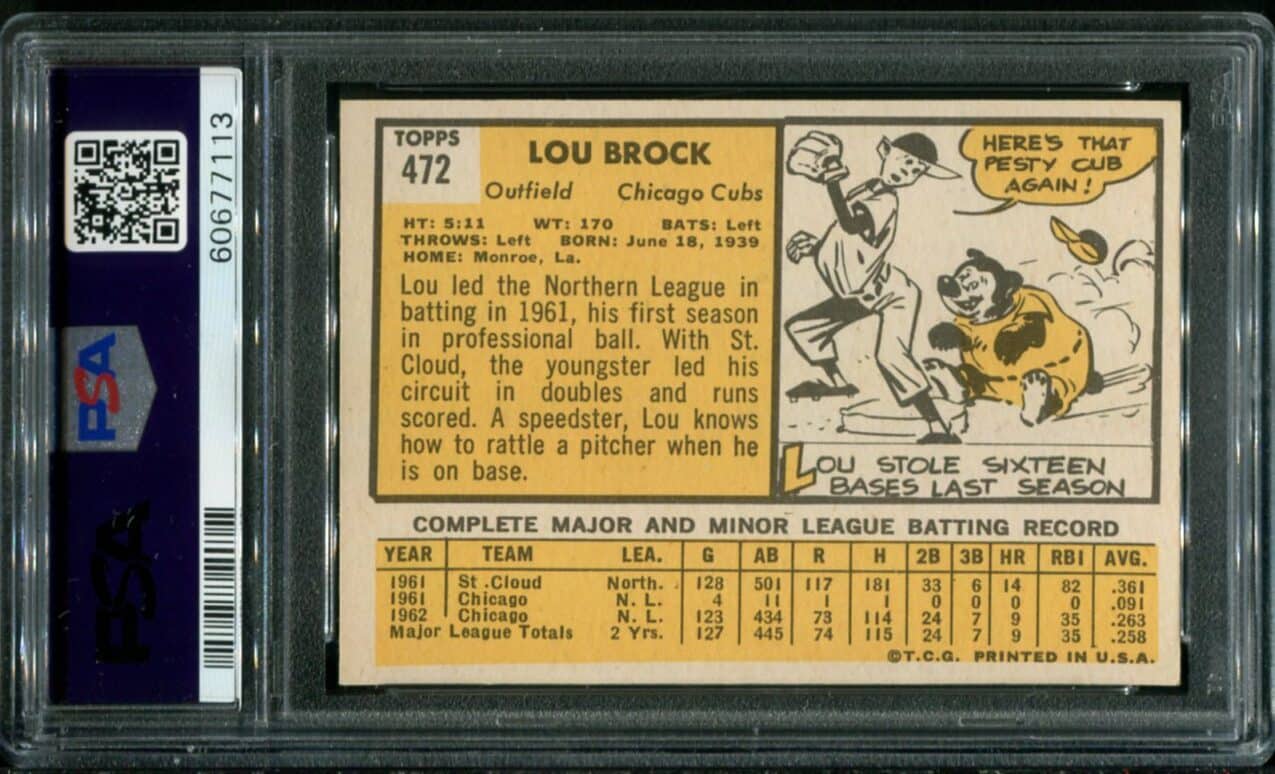 60677113
PSA
PSA
TOPPS
472
LOU BROCK
Outfield Chicago Cubs
HT: 5:11 WT: 170 BATS: Left
THROWS: Left BORN: June 18, 1939
HOME: Monroe, La.
Lou led the Northern League in
batting in 1961, his first season
in professional ball. With St.
Cloud, the youngster led his
circuit in doubles and runs
scored. A speedster, Lou knows
how to rattle a pitcher when he
is on base.
HERE'S THAT
PESTY CUB
AGAIN!
LOU STOLE SIXTEEN
BASES LAST SEASON
COMPLETE MAJOR AND MINOR LEAGUE BATTING RECORD
YEAR TEAM LEA. G AB R H 2B 3B HR RBI AVG.
1961 St .Cloud North. 128 501 117 181 33 6 14 82 .361
1961 Chicago N. L. 4 11 1 1 0 0 0 0 .091
1962 Chicago N. L. 123 434 73 114 24 7 9 35 .263
Major League Totals 2 Yrs. 127 445 74 115 24 7 9 35 .258
©T.C.G. PRINTED IN U.S.A.